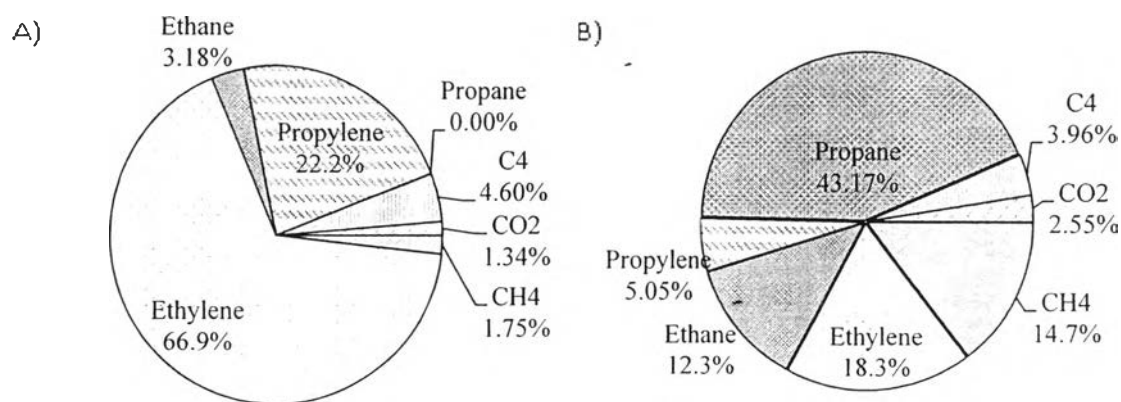 A)
Ethane
3.18%
Propylene
22.2%
Propane
0.00%
C4
4.60%
CO2
1.34%
CH4
1.75%
Ethylene
66.9%
B)
Propane
43.17%
C4
3.96%
CO2
2.55%
CH4
14.7%
Ethylene
18.3%
Ethane
12.3%
Propylene
5.05%